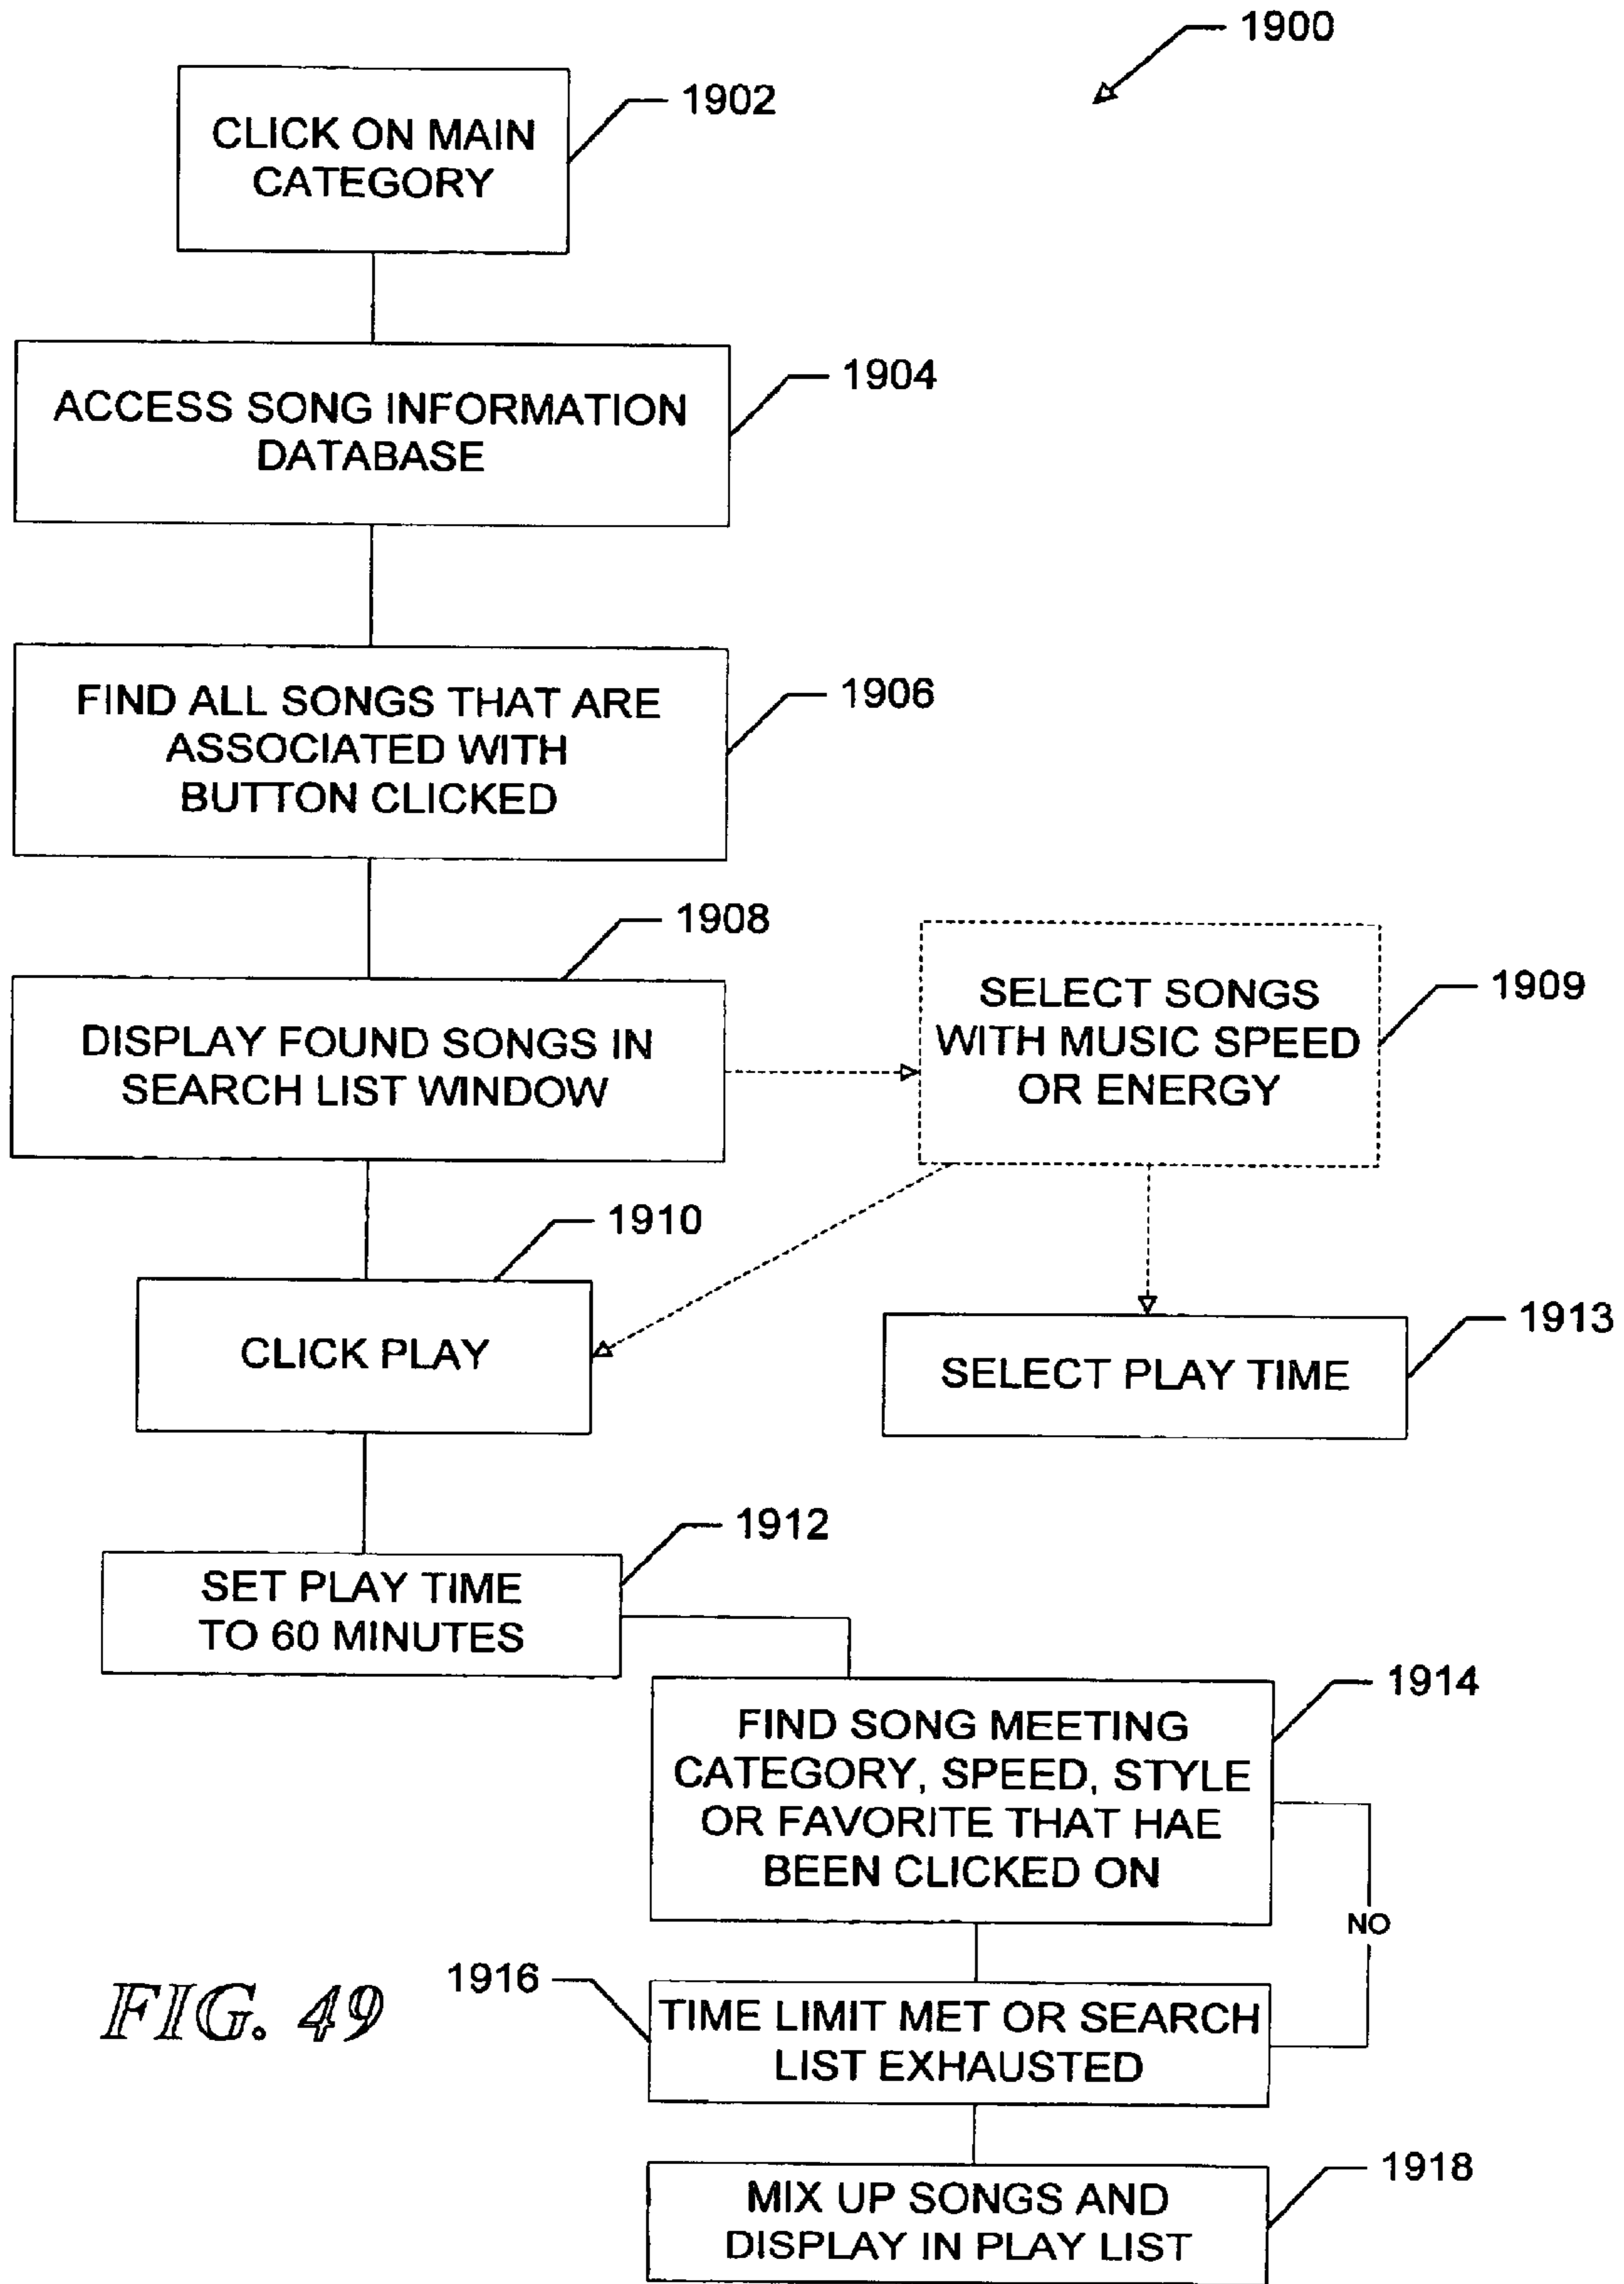 1900
1902
CLICK ON MAIN
CATEGORY
1904
ACCESS SONG INFORMATION
DATABASE
1906
FIND ALL SONGS THAT ARE
ASSOCIATED WITH
BUTTON CLICKED
1908
DISPLAY FOUND SONGS IN
SEARCH LIST WINDOW
1909
SELECT SONGS
WITH MUSIC SPEED
OR ENERGY
1910
CLICK PLAY
1913
SELECT PLAY TIME
1912
SET PLAY TIME
TO 60 MINUTES
1914
FIND SONG MEETING
CATEGORY, SPEED, STYLE
OR FAVORITE THAT HAE
BEEN CLICKED ON
NO
1916
TIME LIMIT MET OR SEARCH
LIST EXHAUSTED
FIG. 49
1918
MIX UP SONGS AND
DISPLAY IN PLAY LIST